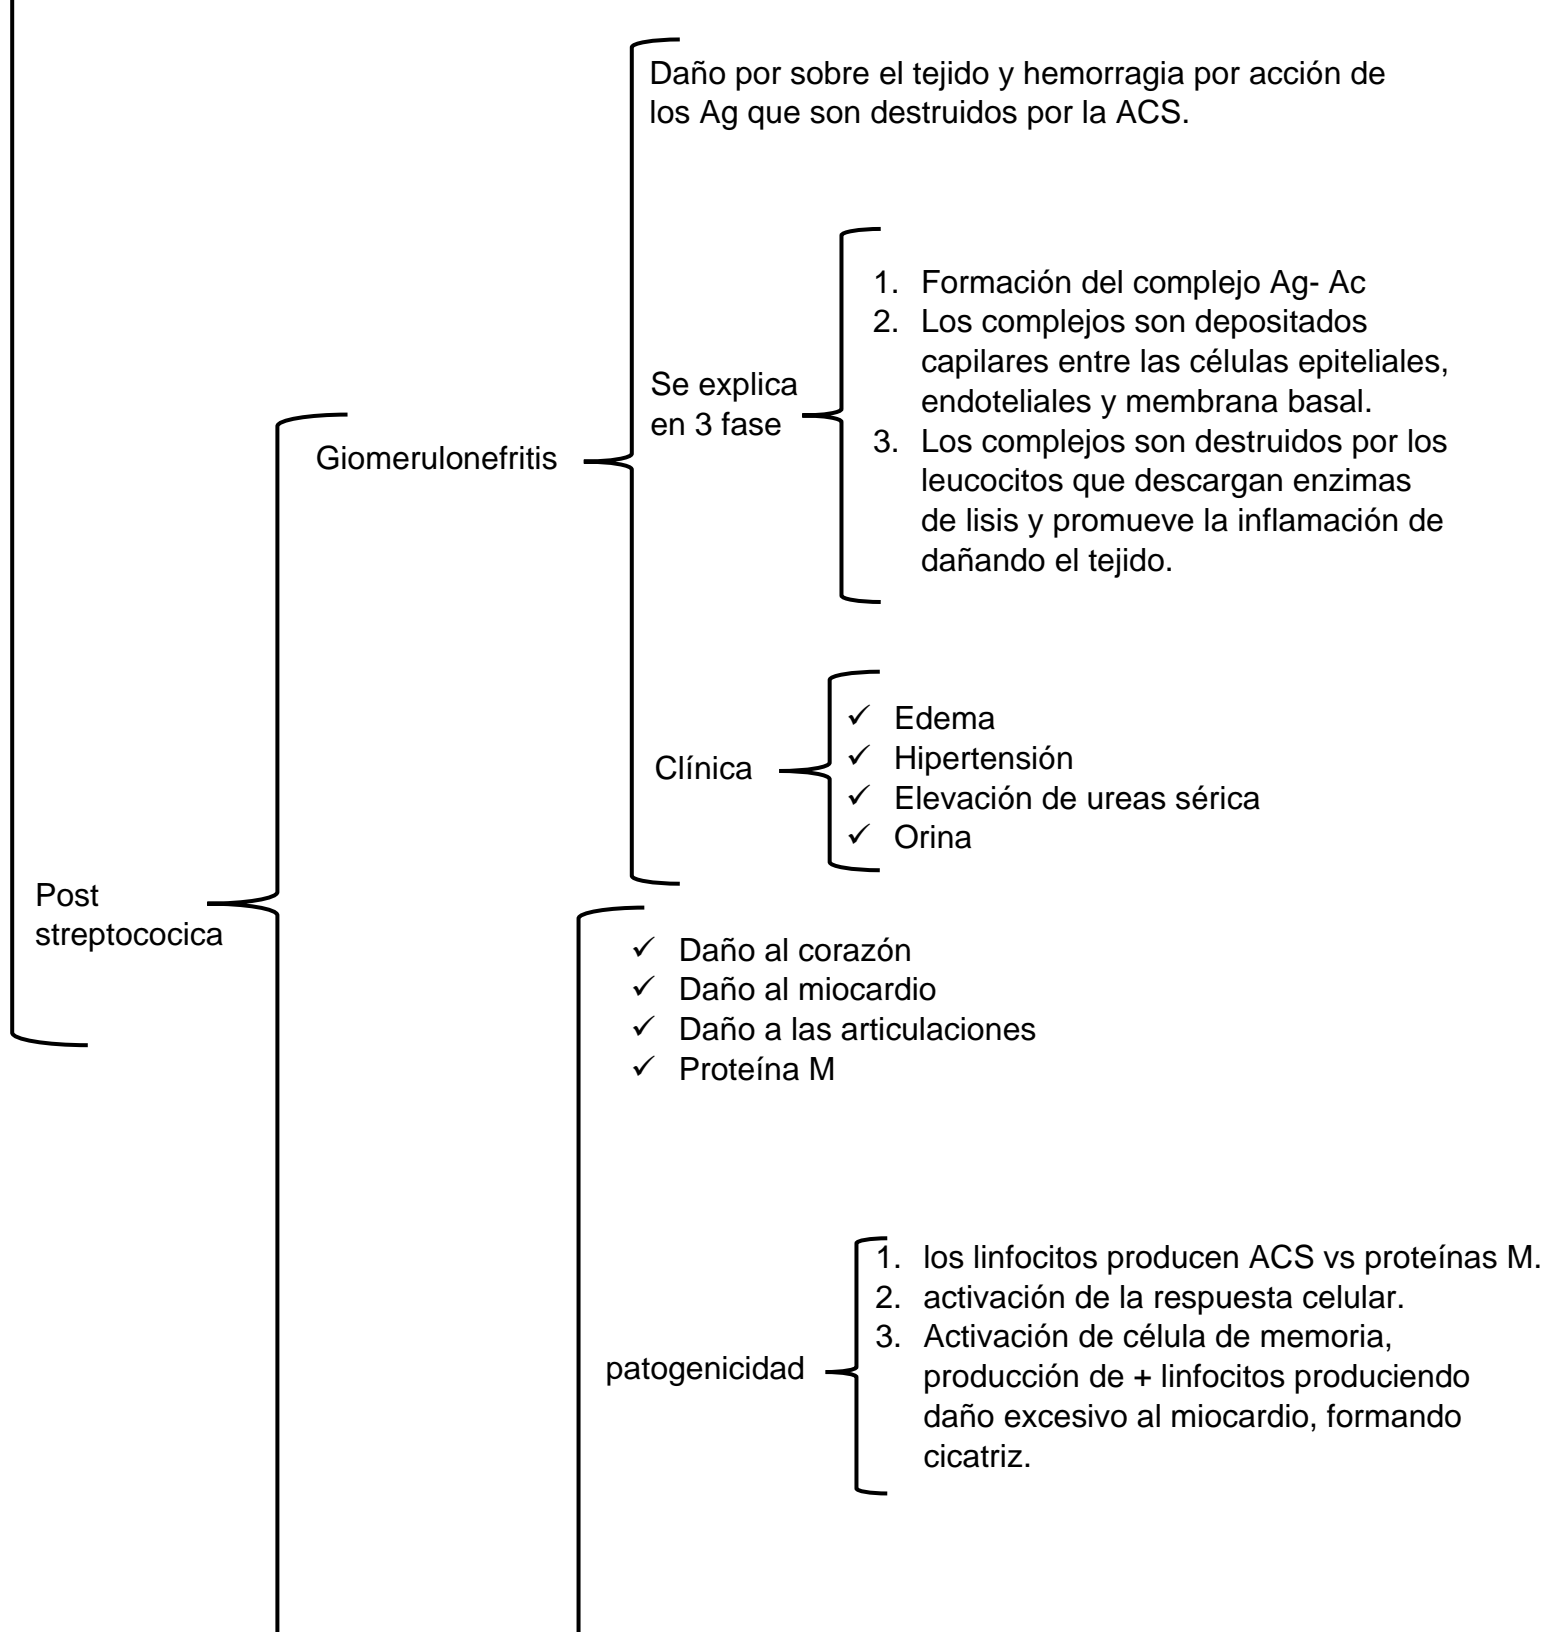 Daño por sobre el tejido y hemorragia por acción de
los Ag que son destruidos por la ACS.
1. Formación del complejo Ag- Ac
2. Los complejos son depositados
capilares entre las células epiteliales,
endoteliales y membrana basal.
3. Los complejos son destruidos por los
leucocitos que descargan enzimas
de lisis y promueve la inflamación de
dañando el tejido.
Se explica
en 3 fase
Giomerulonefritis
✓ Edema
✓ Hipertensión
✓ Elevación de ureas sérica
✓ Orina
Clínica
Post
streptococica
✓ Daño al corazón
✓ Daño al miocardio
✓ Daño a las articulaciones
✓ Proteína M
1. los linfocitos producen ACS vs proteínas M.
2. activación de la respuesta celular.
3. Activación de célula de memoria,
producción de + linfocitos produciendo
daño excesivo al miocardio, formando
cicatriz.
patogenicidad